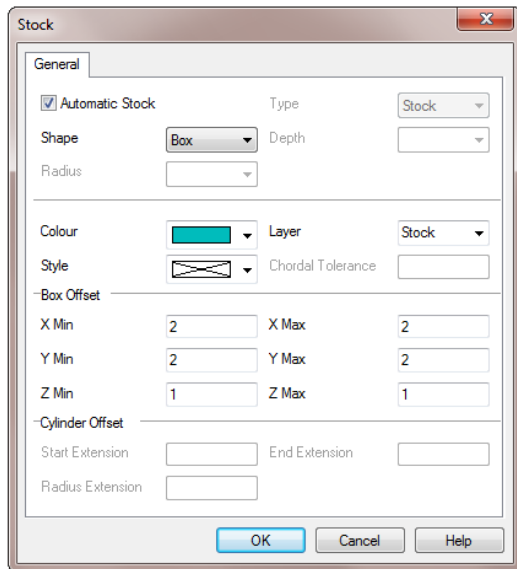 Stock
General
Automatic Stock Type Stock
Shape Box Depth
Radius
Colour Layer Stock
Style Chordal Tolerance
Box Offset
X Min 2 X Max 2
Y Min 2 Y Max 2
Z Min 1 Z Max 1
Cylinder Offset
Start Extension End Extension
Radius Extension
OK Cancel Help